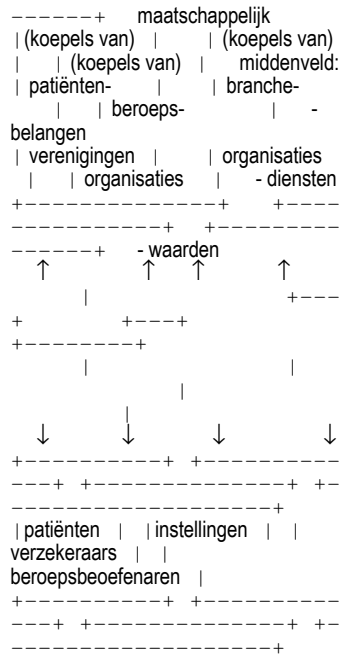 ------+ maatschappelijk
| (koepels van) | | (koepels van)
| | (koepels van) | middenveld:
| patiënten- | | branche-
| | beroeps- | -
belangen
| verenigingen | | organisaties
| | organisaties | - diensten
+---------------+ +----
-----------+ +---------
------+ - waarden
↑ ↑ ↑ ↑
| +---
+ +---+
+--------+
| |
|
|
↓ ↓ ↓ ↓
+----------+ +----------
---+ +--------------+ +-
------------------+
| patiënten | | instellingen | |
verzekeraars | |
beroepsbeoefenaren |
+----------+ +----------
---+ +--------------+ +-
------------------+